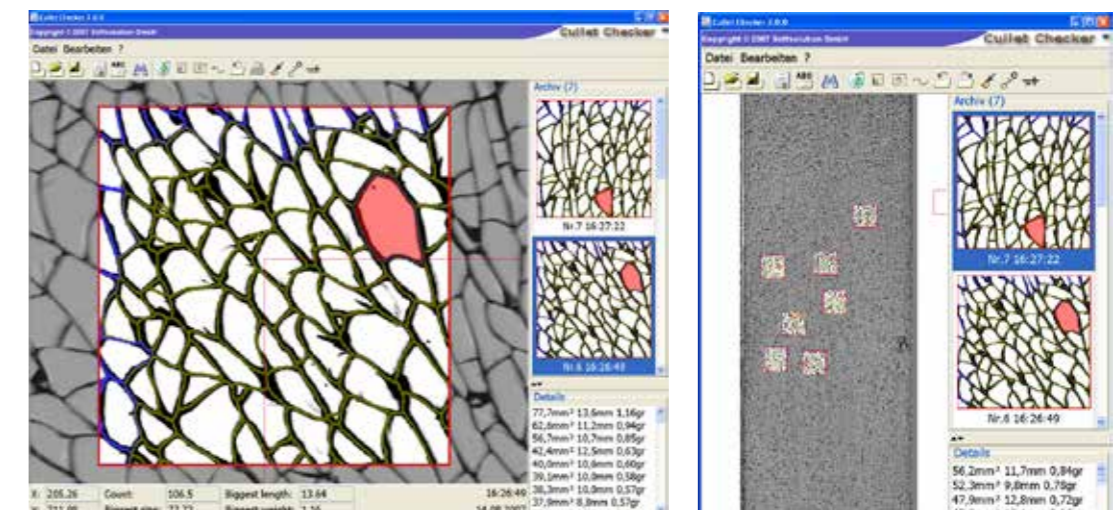 Cullet Checker 3.0.0
Copyright © 2007 Softsolution GmbH
Cullet Checker
Datei Bearbeiten ?
Archiv (7)
Nr.7 16:27:22
Nr.6 16:26:49
Details
77,7mm² 13,6mm 1,16gr
62,8mm² 11,2mm 0,94gr
56,7mm² 10,7mm 0,85gr
42,4mm² 12,5mm 0,63gr
40,0mm² 10,6mm 0,60gr
39,1mm² 10,0mm 0,58gr
38,3mm² 10,0mm 0,57gr
37,9mm² 8,8mm 0,57gr
X: 205.26 Count: 106.5 Biggest length: 13.64 16:26:49
Biggest size: 77.72 Biggest weight: 1.16 14.08.2007
Cullet Checker 3.0.0
Copyright © 2007 Softsolution GmbH
Cullet Checker
Datei Bearbeiten ?
Archiv (7)
Nr.7 16:27:22
Nr.6 16:26:49
Details
56,2mm² 11,7mm 0,84gr
52,3mm² 9,8mm 0,78gr
47,9mm² 12,8mm 0,72gr